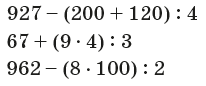 927 − (200 + 120) : 4
67 + (9 · 4) : 3
962 − (8 · 100) : 2